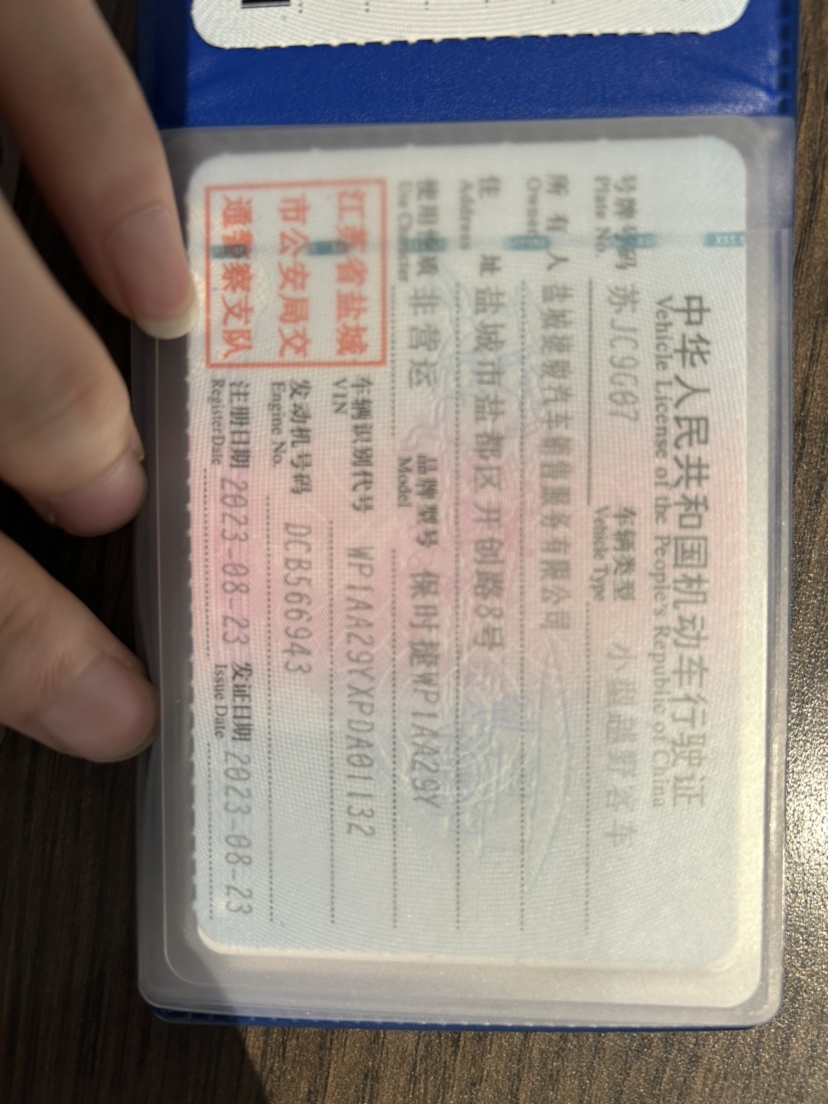 中华人民共和国机动车行驶证
Vehicle License of the People's Republic of China
号牌号码 苏JC9G07 车辆类型 小型越野客车
Plate No. Vehicle Type
所有人 盐城捷骏汽车销售服务有限公司
Owner
住址 盐城市盐都区开创路8号
Address
使用性质 非营运 品牌型号 保时捷WP1AA29Y
Use Character Model
江苏省盐城
市公安局交
通警察支队
车辆识别代号 WP1AA29YXPDA01132
VIN
发动机号码 DCB566943
Engine No.
注册日期 2023-08-23 发证日期 2023-08-23
Register Date Issue Date